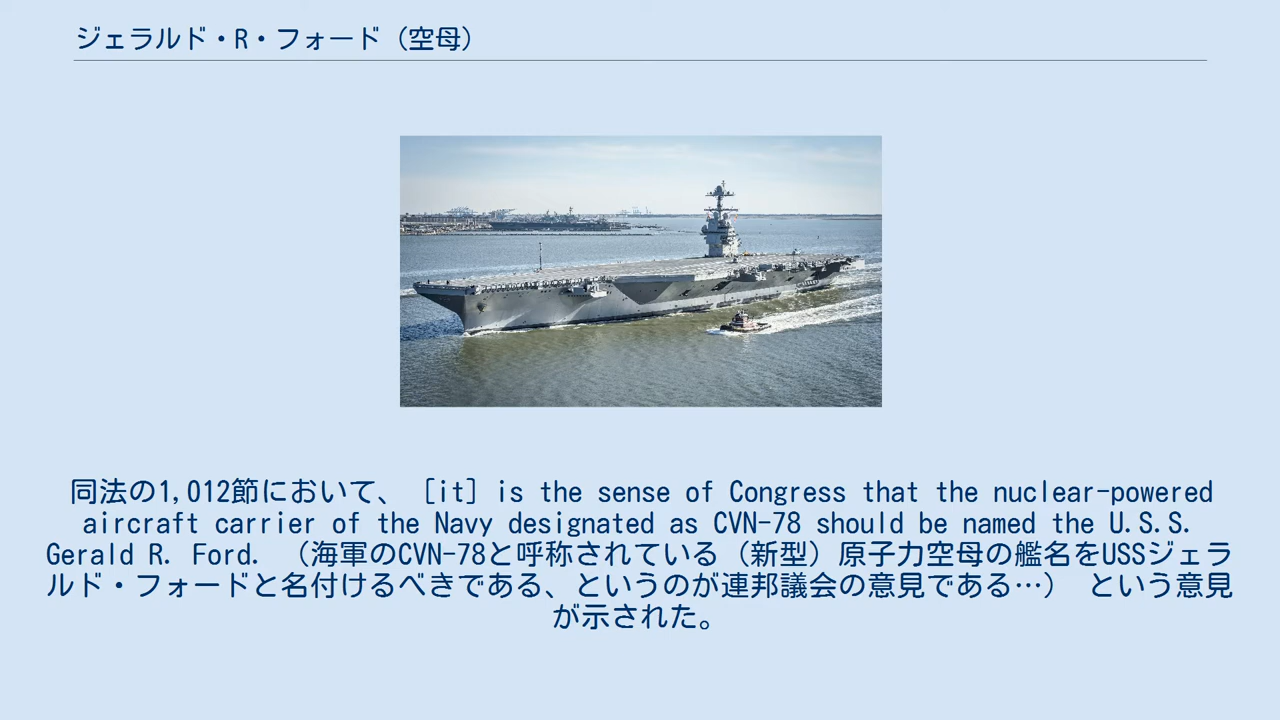 ジェラルド・R・フォード（空母）
同法の1,012節において、 [it] is the sense of Congress that the nuclear-powered
aircraft carrier of the Navy designated as CVN-78 should be named the U.S.S.
Gerald R. Ford. （海軍のCVN-78と呼称されている（新型）原子力空母の艦名をUSSジェラ
ルド・フォードと名付けるべきである、というのが連邦議会の意見である…） という意見
が示された。